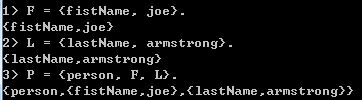 1> F = {fistName, joe}.
{fistName,joe}
2> L = {lastName, armstrong}.
{lastName,armstrong}
3> P = {person, F, L}.
{person,{fistName,joe},{lastName,armstrong}}